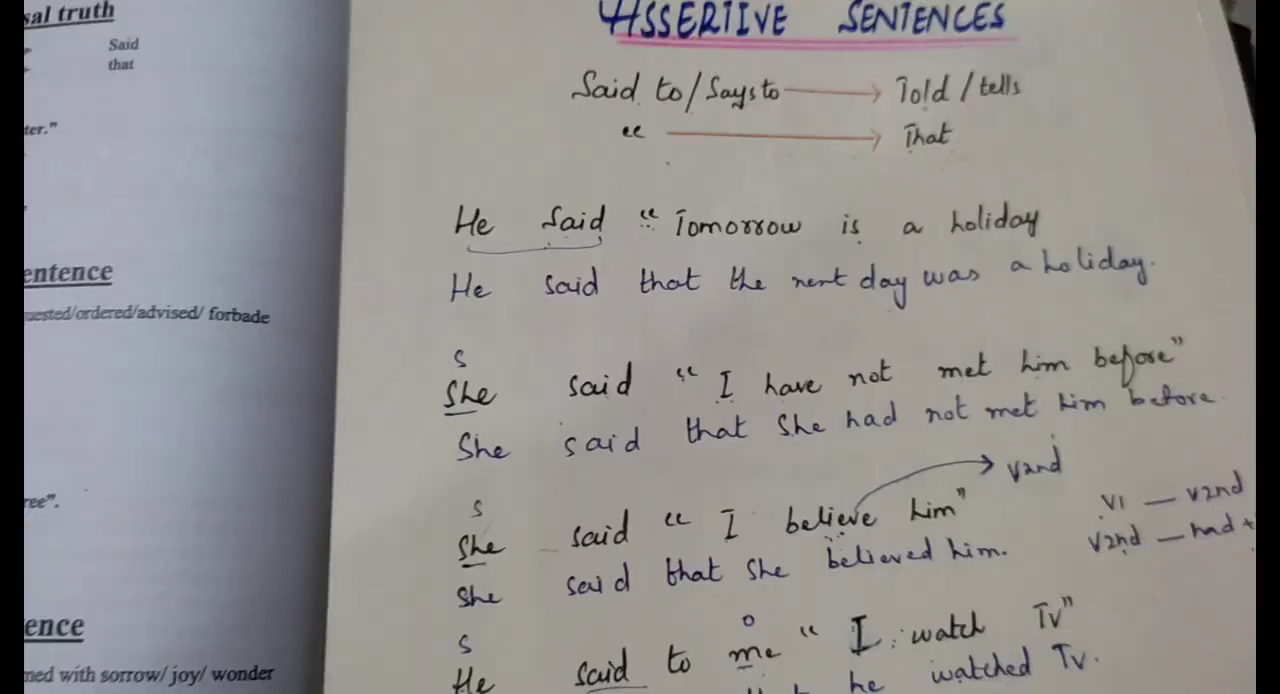 sal truth
Said
that
ter."
entence
uested/ordered/advised/ forbade
ree".
ence
med with sorrow/ joy/ wonder
ASSERTIVE SENTENCES
Said to/Says to → Told / tells
“ → That
He Said “ Tomorrow is a holiday
He said that the next day was a holiday.
S
She said “ I have not met him before”
She said that She had not met him before.
→ V2nd
S
She said “ I believe him”
V1 — V2nd
She said that She believed him.
V2nd — had +
S o
He said to me “ I watch Tv”
he watched Tv.